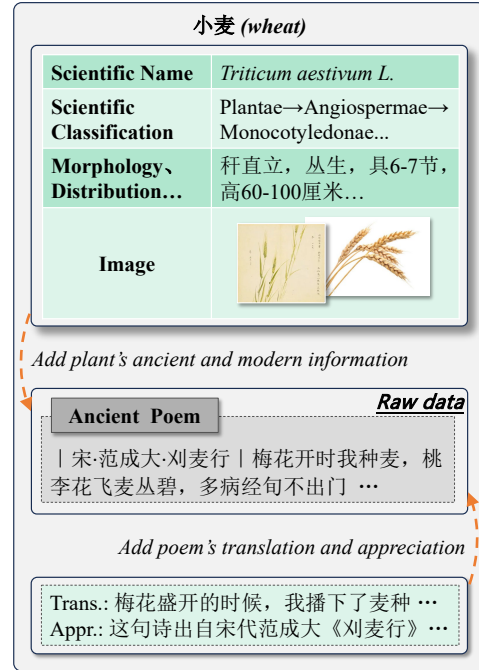 小麦 (wheat)
Scientific Name
Triticum aestivum L.
Scientific
Classification
Plantae→Angiospermae→
Monocotyledonae...
Morphology、
Distribution…
秆直立，丛生，具6-7节，
高60-100厘米…
Image
Add plant's ancient and modern information
Raw data
Ancient Poem
｜宋·范成大·刈麦行｜梅花开时我种麦，桃
李花飞麦丛碧，多病经旬不出门 …
Add poem's translation and appreciation
Trans.: 梅花盛开的时候，我播下了麦种 …
Appr.: 这句诗出自宋代范成大《刈麦行》…